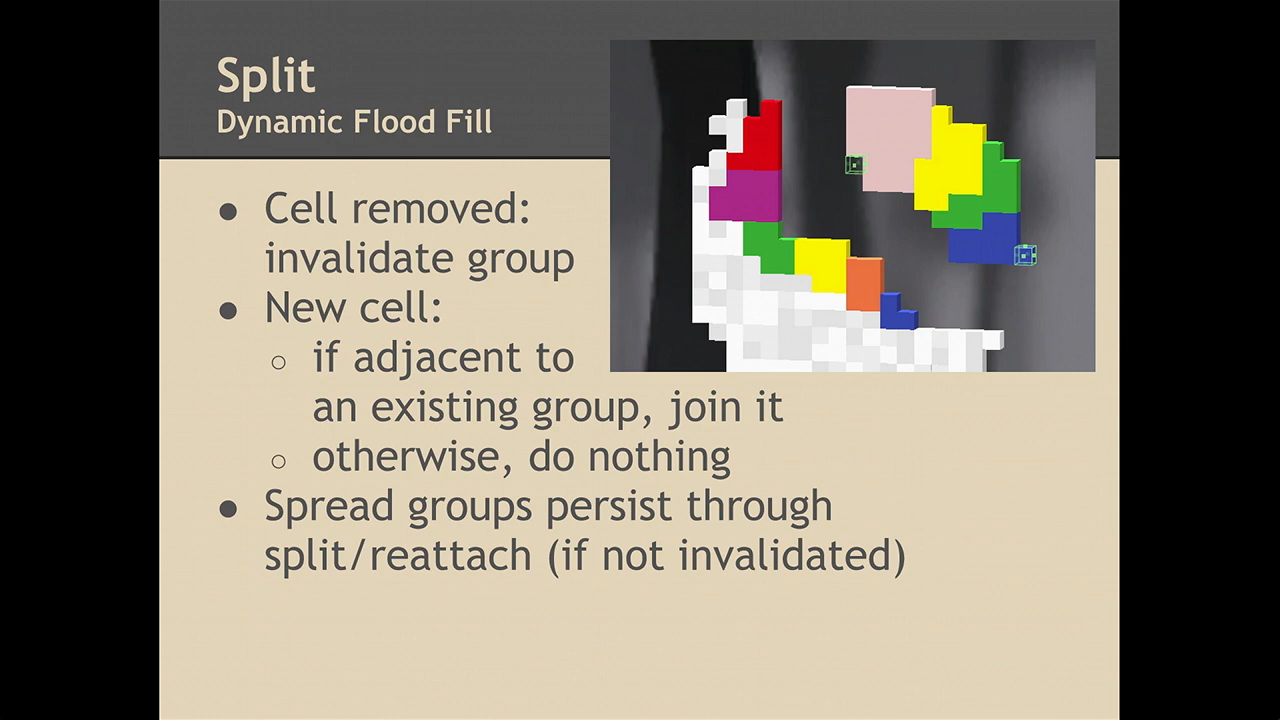 Split
Dynamic Flood Fill
● Cell removed:
invalidate group
● New cell:
○ if adjacent to
an existing group, join it
○ otherwise, do nothing
● Spread groups persist through
split/reattach (if not invalidated)